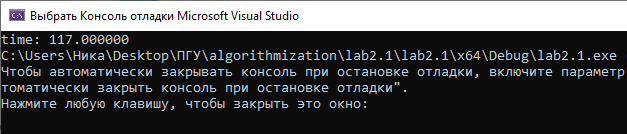 Выбрать Консоль отладки Microsoft Visual Studio
time: 117.000000
C:\Users\Ника\Desktop\ПГУ\algorithmization\lab2.1\lab2.1\x64\Debug\lab2.1.exe
Чтобы автоматически закрывать консоль при остановке отладки, включите параметр
томатически закрыть консоль при остановке отладки".
Нажмите любую клавишу, чтобы закрыть это окно: